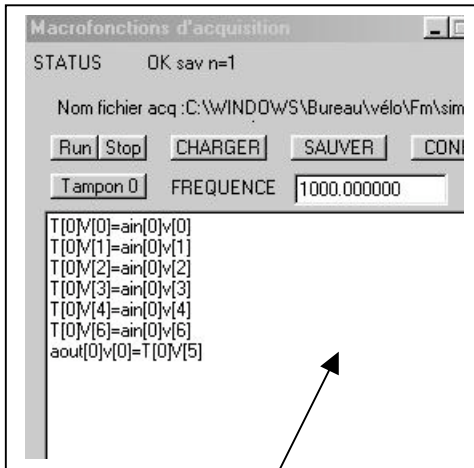 Macrofonctions d'acquisition
STATUS OK sav n=1
Nom fichier acq :C:\WINDOWS\Bureau\vélo\Fm\sim
Run Stop CHARGER SAUVER CONF
Tampon 0 FREQUENCE 1000.000000
T[0]V[0]=ain[0]v[0]
T[0]V[1]=ain[0]v[1]
T[0]V[2]=ain[0]v[2]
T[0]V[3]=ain[0]v[3]
T[0]V[4]=ain[0]v[4]
T[0]V[6]=ain[0]v[6]
aout[0]v[0]=T[0]V[5]